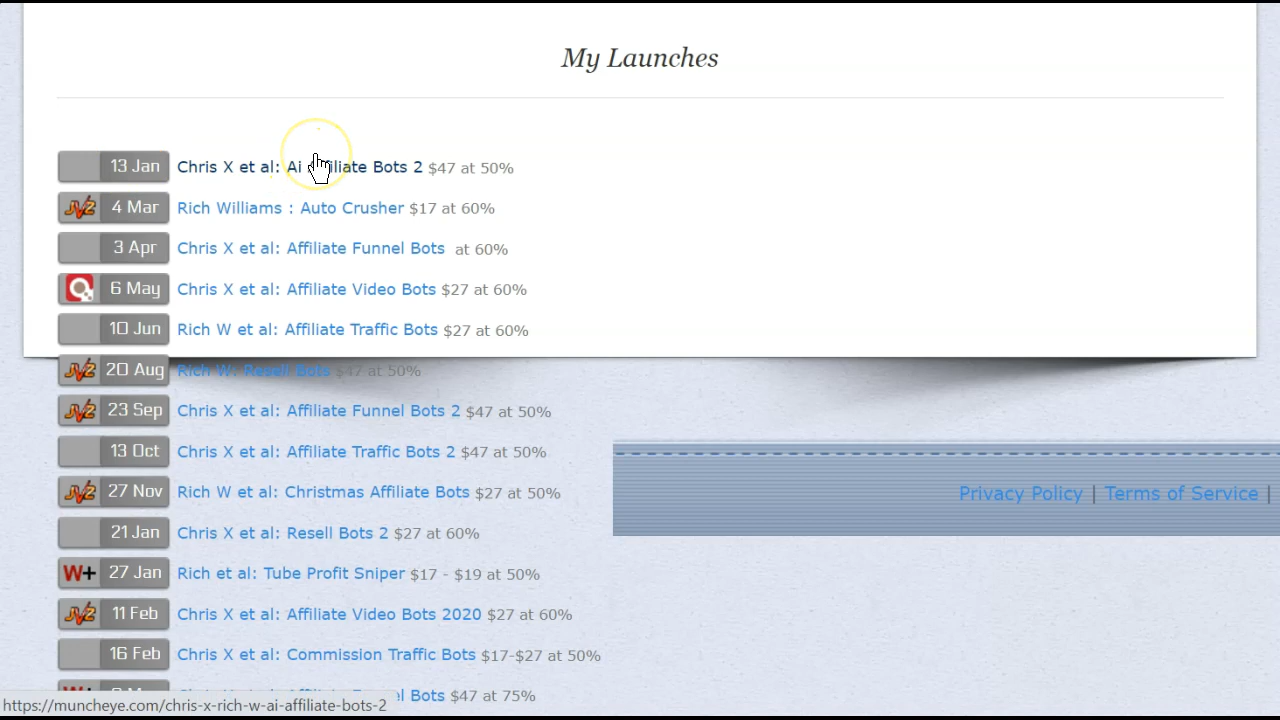 My Launches
13 Jan Chris X et al: Ai Affiliate Bots 2 $47 at 50%
JV2 4 Mar Rich Williams : Auto Crusher $17 at 60%
3 Apr Chris X et al: Affiliate Funnel Bots at 60%
6 May Chris X et al: Affiliate Video Bots $27 at 60%
10 Jun Rich W et al: Affiliate Traffic Bots $27 at 60%
JV2 20 Aug Rich W: Resell Bots $47 at 50%
JV2 23 Sep Chris X et al: Affiliate Funnel Bots 2 $47 at 50%
13 Oct Chris X et al: Affiliate Traffic Bots 2 $47 at 50%
Privacy Policy | Terms of Service |
JV2 27 Nov Rich W et al: Christmas Affiliate Bots $27 at 50%
21 Jan Chris X et al: Resell Bots 2 $27 at 60%
W+ 27 Jan Rich et al: Tube Profit Sniper $17 - $19 at 50%
JV2 11 Feb Chris X et al: Affiliate Video Bots 2020 $27 at 60%
16 Feb Chris X et al: Commission Traffic Bots $17-$27 at 50%
Bots $47 at 75%
https://muncheye.com/chris-x-rich-w-ai-affiliate-bots-2